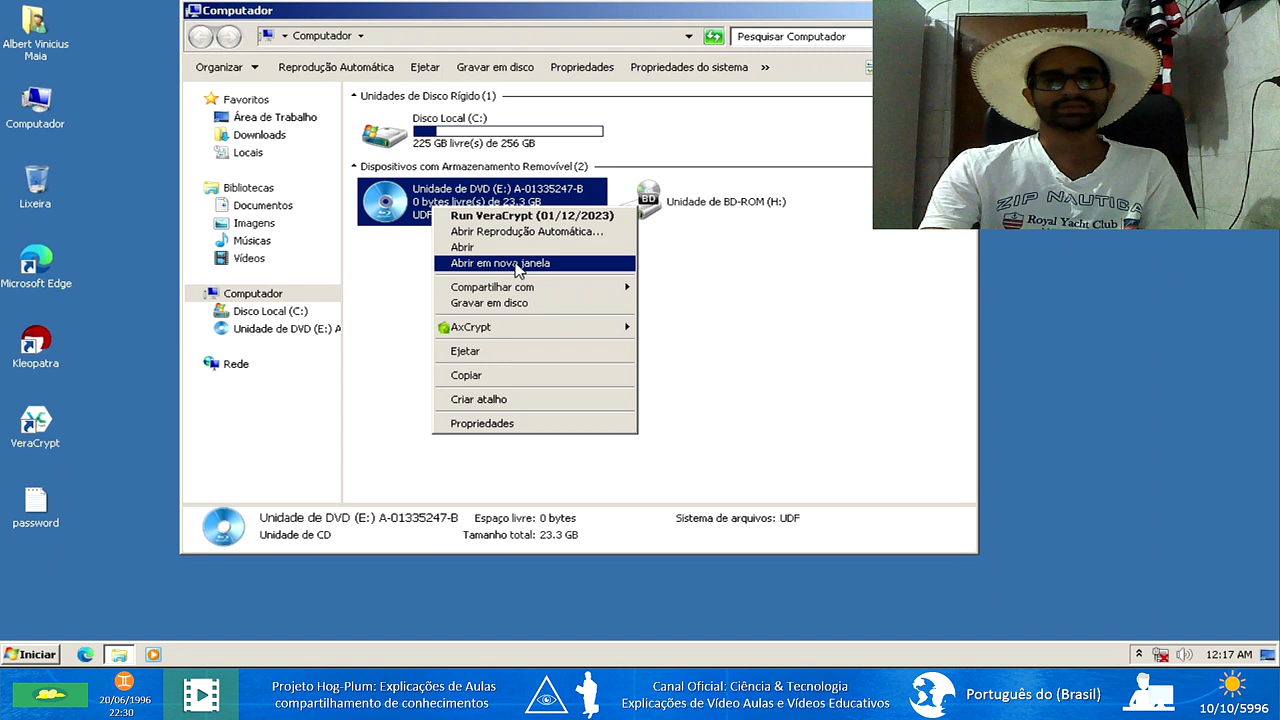 Albert Vinicius
Maia
Computador
Lixeira
Microsoft Edge
Kleopatra
VeraCrypt
password
Computador
Computador
Pesquisar Computador
Organizar
Reprodução Automática
Ejetar
Gravar em disco
Propriedades
Propriedades do sistema
»
Favoritos
Área de Trabalho
Downloads
Locais
Bibliotecas
Documentos
Imagens
Músicas
Vídeos
Computador
Disco Local (C:)
Unidade de DVD (E:) A
Rede
Unidades de Disco Rígido (1)
Disco Local (C:)
225 GB livre(s) de 256 GB
Dispositivos com Armazenamento Removível (2)
Unidade de DVD (E:) A-01335247-B
0 bytes livre(s) de 23.3 GB
UDF
BD
Unidade de BD-ROM (H:)
Run VeraCrypt (01/12/2023)
Abrir Reprodução Automática...
Abrir
Abrir em nova janela
Compartilhar com
Gravar em disco
AxCrypt
Ejetar
Copiar
Criar atalho
Propriedades
Unidade de DVD (E:) A-01335247-B
Espaço livre: 0 bytes
Sistema de arquivos: UDF
Unidade de CD
Tamanho total: 23.3 GB
ZIP NAUTICA
Royal Yacht Club
Iniciar
12:17 AM
20/06/1996
22:30
Projeto Hog-Plum: Explicações de Aulas
compartilhamento de conhecimentos
Canal Oficial: Ciência & Tecnologia
Explicações de Vídeo Aulas e Vídeos Educativos
Português do (Brasil)
10/10/5996